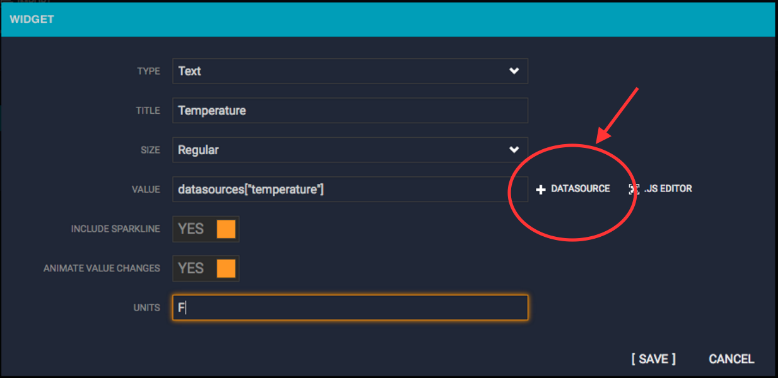 WIDGET
TYPE Text
TITLE Temperature
SIZE Regular
VALUE datasources["temperature"] + DATASOURCE .JS EDITOR
INCLUDE SPARKLINE YES
ANIMATE VALUE CHANGES YES
UNITS F
[ SAVE ] CANCEL